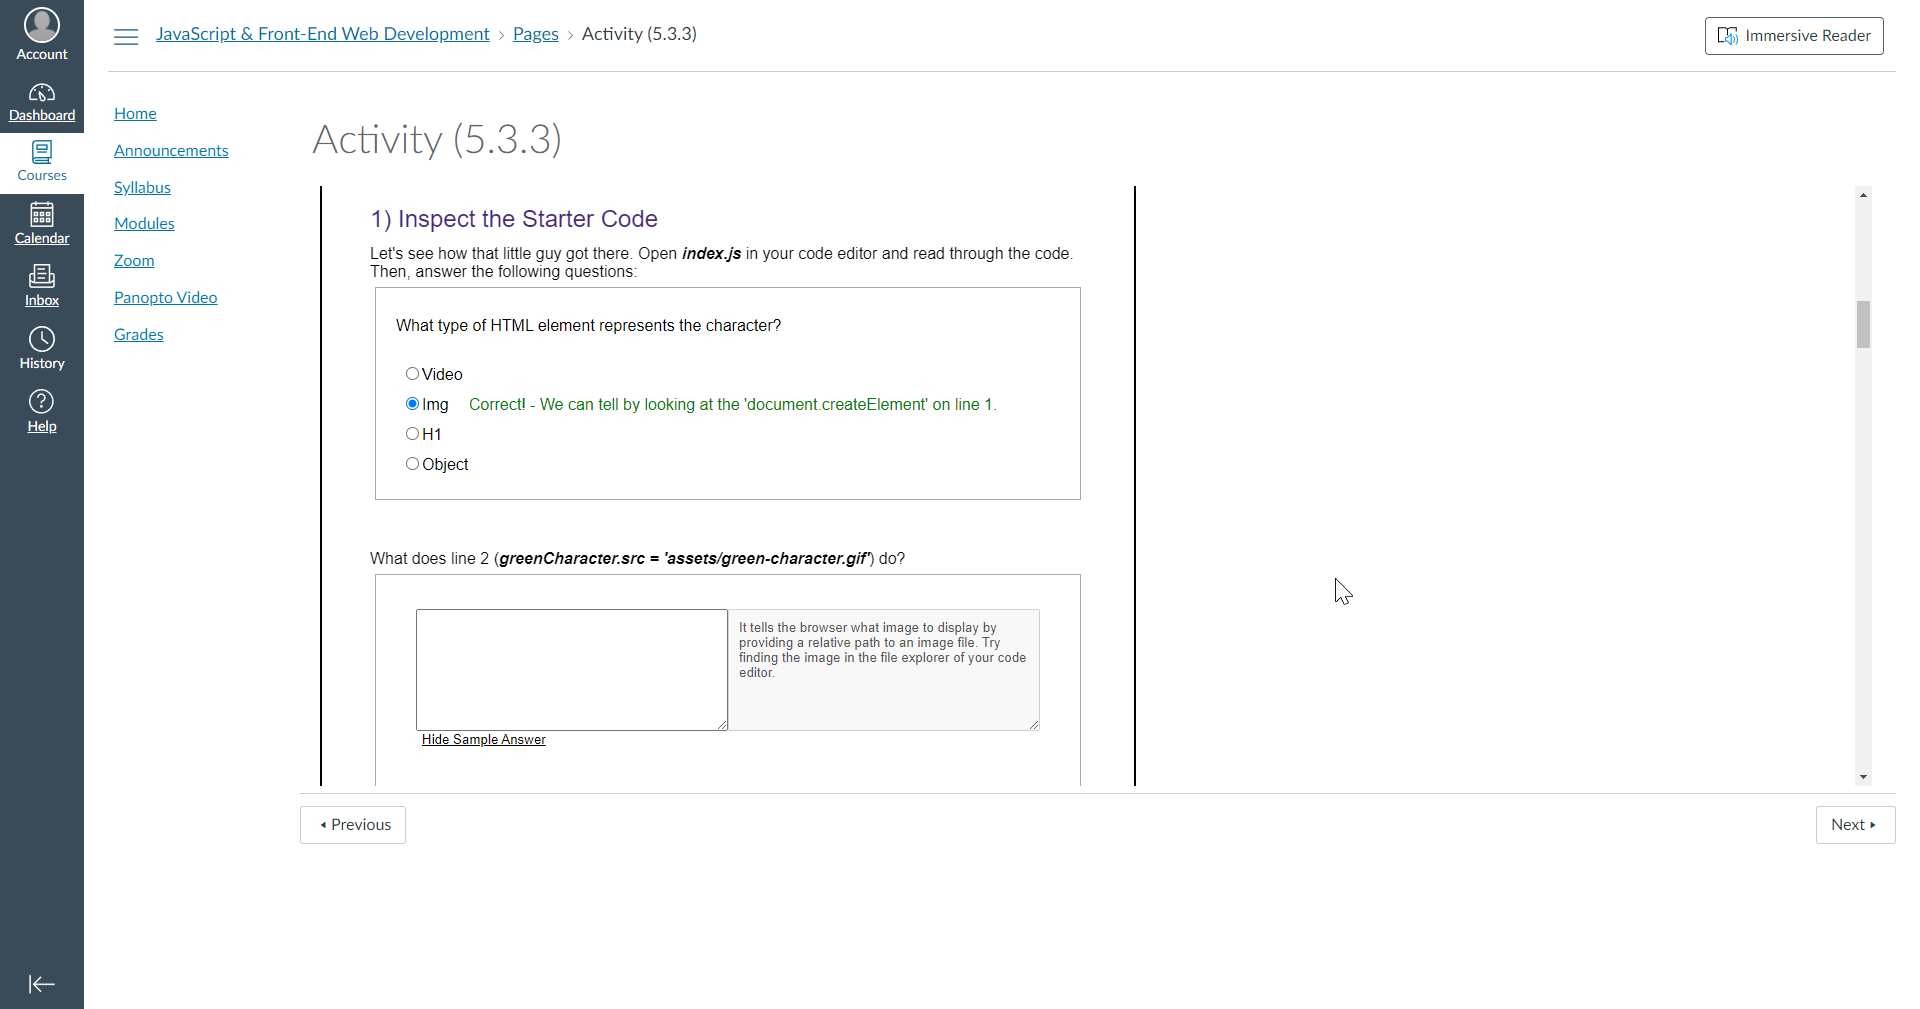 Account
Dashboard
Courses
Calendar
Inbox
History
Help
JavaScript & Front-End Web Development › Pages › Activity (5.3.3)
Immersive Reader
Home
Announcements
Syllabus
Modules
Zoom
Panopto Video
Grades
Activity (5.3.3)
1) Inspect the Starter Code
Let's see how that little guy got there. Open index.js in your code editor and read through the code.
Then, answer the following questions:
What type of HTML element represents the character?
Video
Img Correct! - We can tell by looking at the 'document.createElement' on line 1.
H1
Object
What does line 2 (greenCharacter.src = 'assets/green-character.gif') do?
It tells the browser what image to display by
providing a relative path to an image file. Try
finding the image in the file explorer of your code
editor.
Hide Sample Answer
Previous
Next